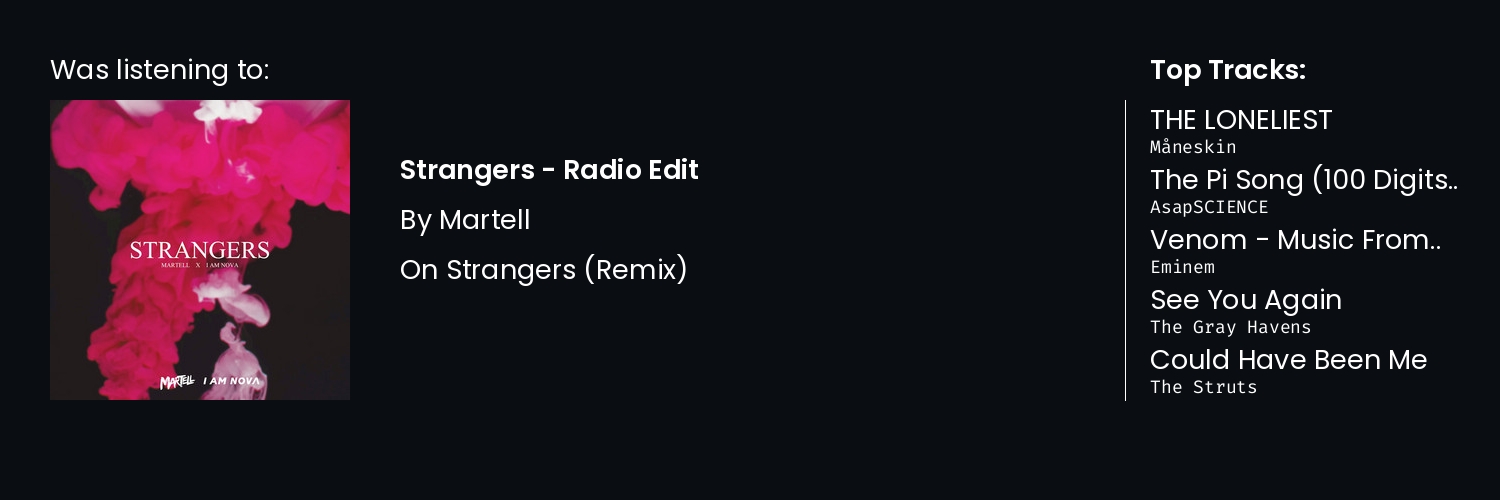 Was listening to:
STRANGERS
MARTELL X I AM NOVA
MARTELL I AM NOVA
Strangers - Radio Edit
By Martell
On Strangers (Remix)
Top Tracks:
THE LONELIEST
Måneskin
The Pi Song (100 Digits..
AsapSCIENCE
Venom - Music From..
Eminem
See You Again
The Gray Havens
Could Have Been Me
The Struts